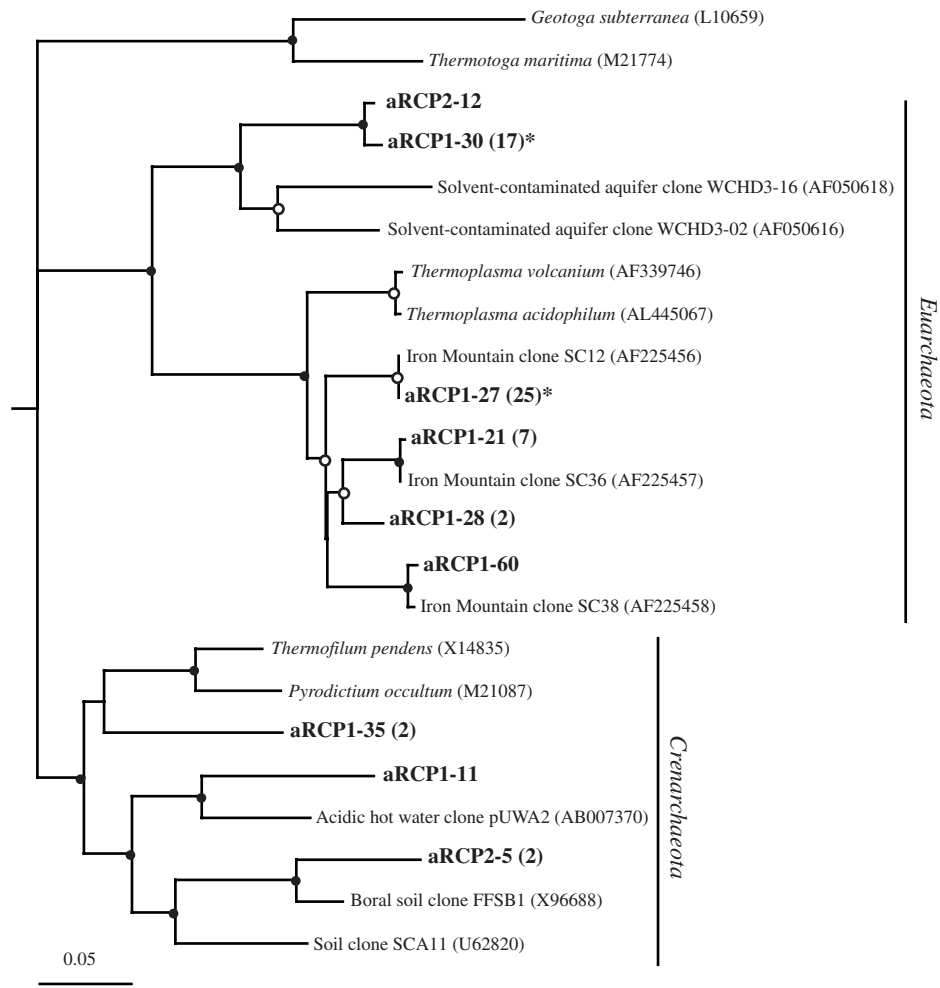 Geotoga subterranea (L10659)
Thermotoga maritima (M21774)
aRCP2-12
aRCP1-30 (17)*
Solvent-contaminated aquifer clone WCHD3-16 (AF050618)
Solvent-contaminated aquifer clone WCHD3-02 (AF050616)
Thermoplasma volcanium (AF339746)
Thermoplasma acidophilum (AL445067)
Iron Mountain clone SC12 (AF225456)
aRCP1-27 (25)*
aRCP1-21 (7)
Iron Mountain clone SC36 (AF225457)
aRCP1-28 (2)
aRCP1-60
Iron Mountain clone SC38 (AF225458)
Euarchaeota
Thermofilum pendens (X14835)
Pyrodictium occultum (M21087)
aRCP1-35 (2)
aRCP1-11
Acidic hot water clone pUWA2 (AB007370)
aRCP2-5 (2)
Boral soil clone FFSB1 (X96688)
Soil clone SCA11 (U62820)
Crenarchaeota
0.05